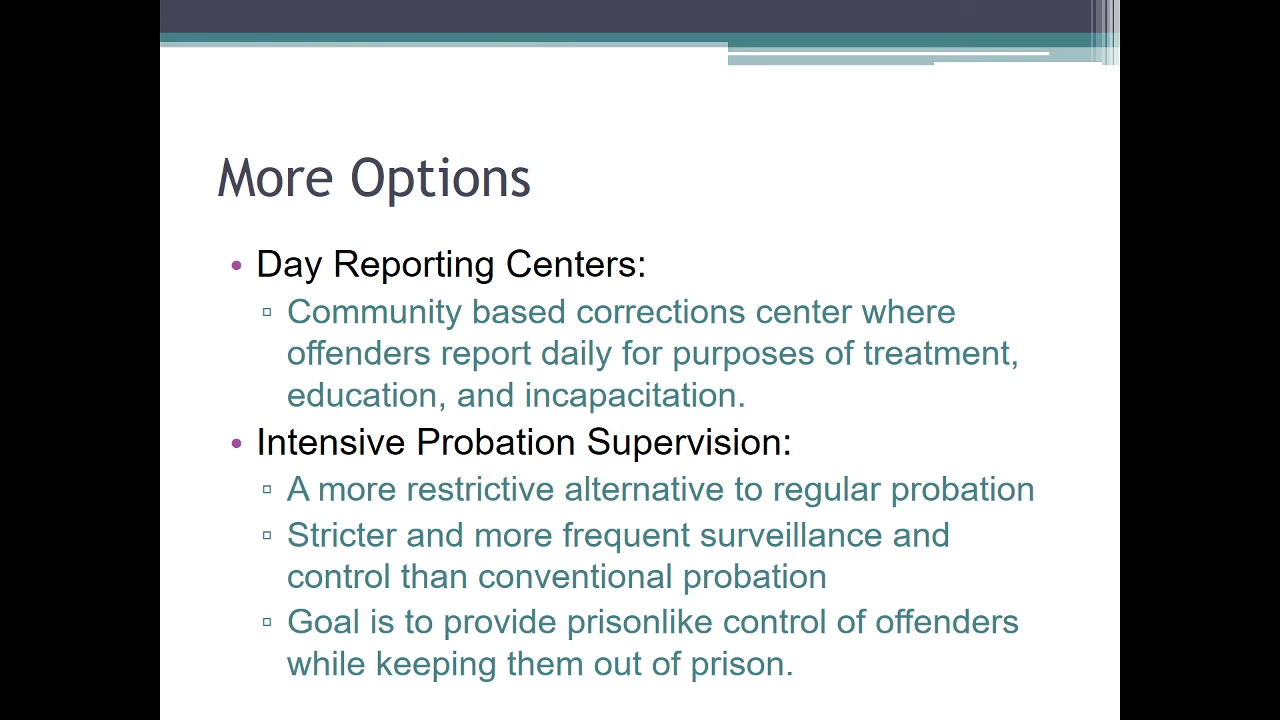 More Options
• Day Reporting Centers:
▫ Community based corrections center where
offenders report daily for purposes of treatment,
education, and incapacitation.
• Intensive Probation Supervision:
▫ A more restrictive alternative to regular probation
▫ Stricter and more frequent surveillance and
control than conventional probation
▫ Goal is to provide prisonlike control of offenders
while keeping them out of prison.